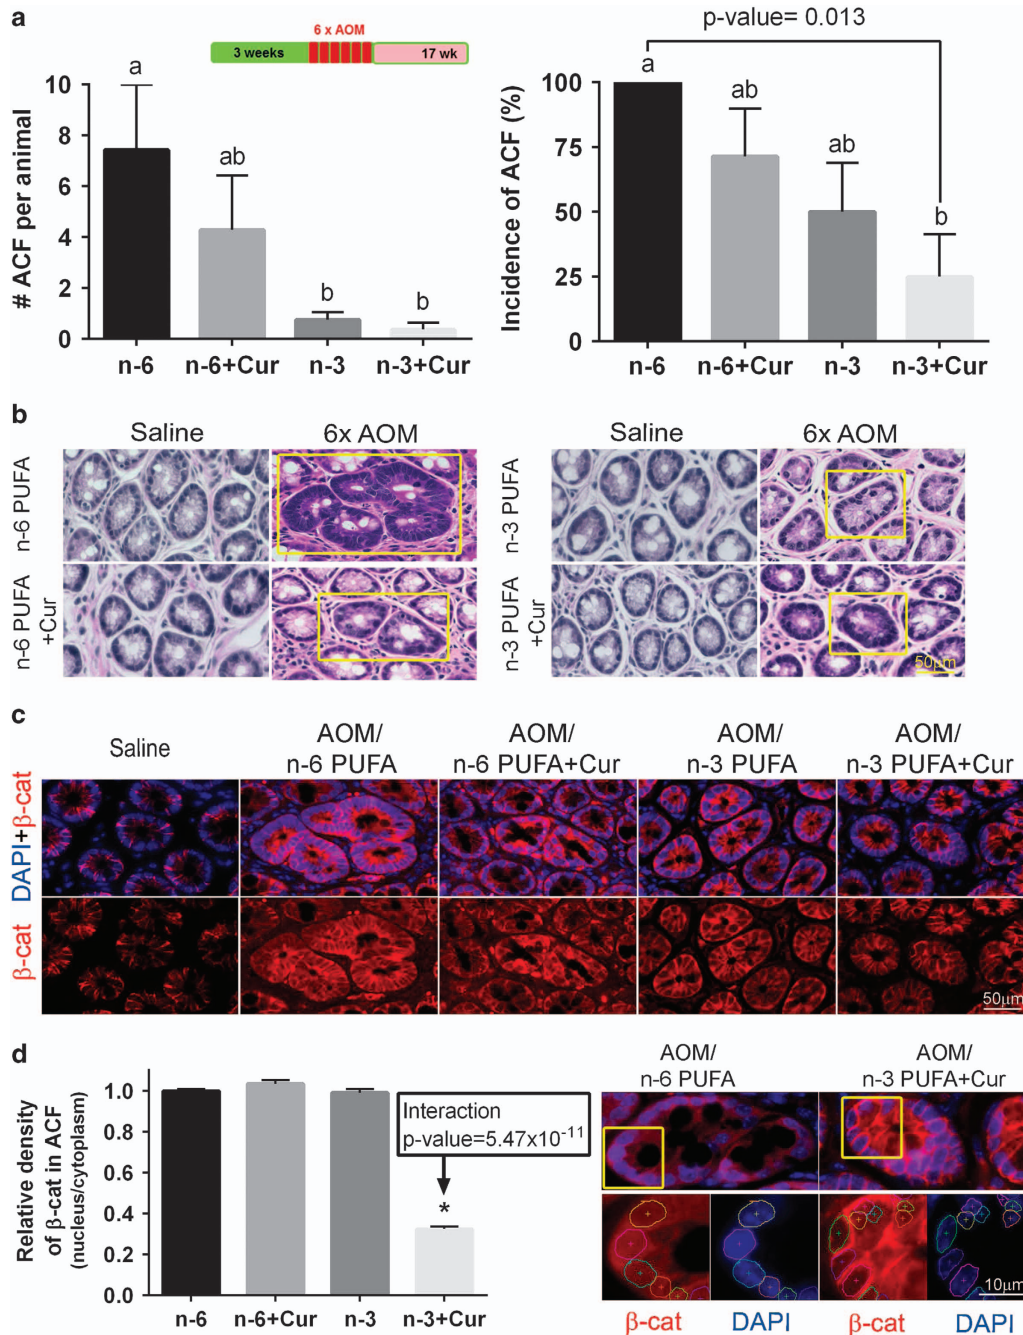 a
6 x AOM
3 weeks
17 wk
# ACF per animal
10
8
6
4
2
0
a
ab
b
b
n-6
n-6+Cur
n-3
n-3+Cur
p-value= 0.013
Incidence of ACF (%)
100
75
50
25
0
a
ab
ab
b
n-6
n-6+Cur
n-3
n-3+Cur
b
Saline
6x AOM
Saline
6x AOM
n-6 PUFA
n-6 PUFA
+Cur
n-3 PUFA
n-3 PUFA
+Cur
50µm
c
Saline
AOM/
n-6 PUFA
AOM/
n-6 PUFA+Cur
AOM/
n-3 PUFA
AOM/
n-3 PUFA+Cur
DAPI+β-cat
β-cat
50µm
d
Relative density
of β-cat in ACF
(nucleus/cytoplasm)
1.0
0.8
0.6
0.4
0.2
0.0
Interaction
p-value=5.47x10⁻¹¹
*
n-6
n-6+Cur
n-3
n-3+Cur
AOM/
n-6 PUFA
AOM/
n-3 PUFA+Cur
10µm
β-cat
DAPI
β-cat
DAPI